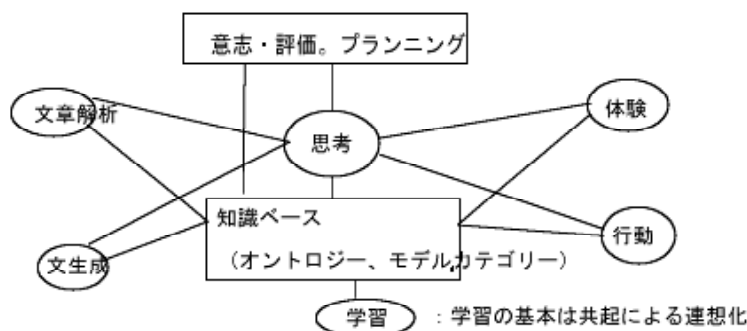 意志・評価。プランニング
文章解析
体験
思考
知識ベース
(オントロジー、モデルカテゴリー)
文生成
行動
学習 :学習の基本は共起による連想化